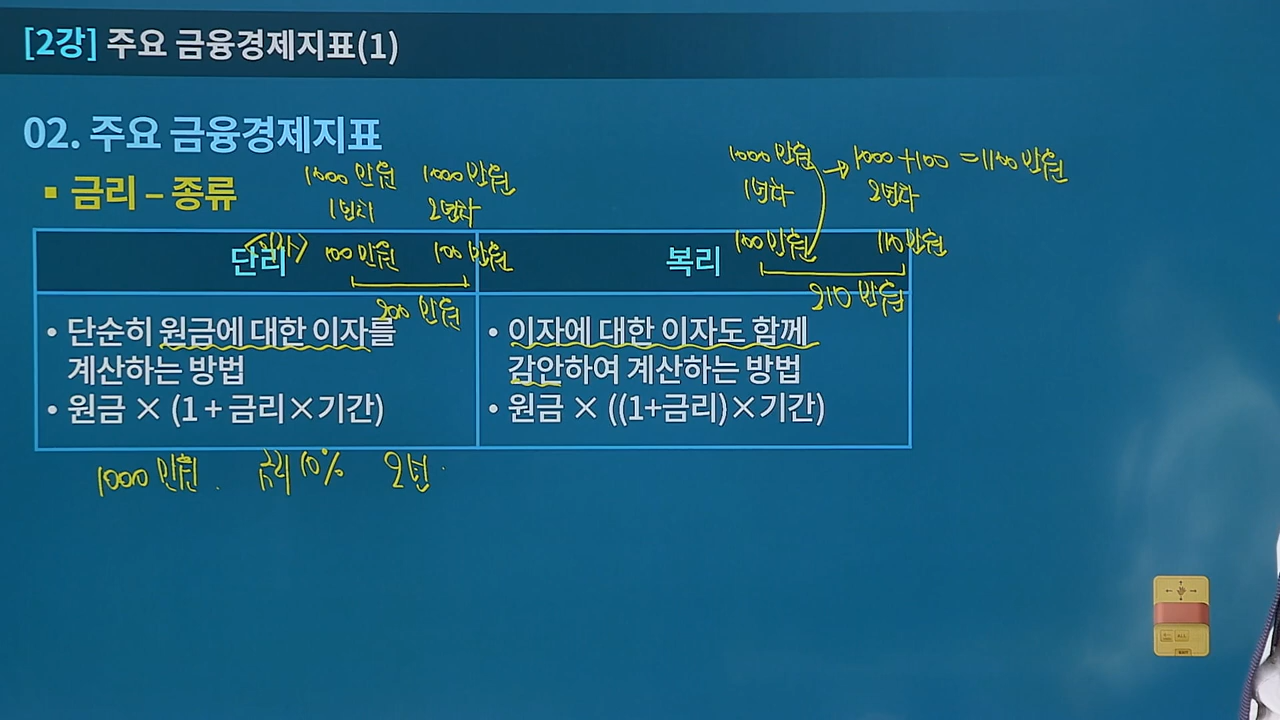 [2강] 주요 금융경제지표(1)
02. 주요 금융경제지표
▪ 금리 – 종류
1000만원 1000만원
1년차 2년차
<이자> 100만원 100만원
200만원
1000만원 → 1000+100 =1100만원
1년차 2년차
100만원 110만원
210만원
단리
복리
• 단순히 원금에 대한 이자를
계산하는 방법
• 원금 × (1 + 금리×기간)
• 이자에 대한 이자도 함께
감안하여 계산하는 방법
• 원금 × ((1+금리)×기간)
1000만원. 금리 10% 2년.